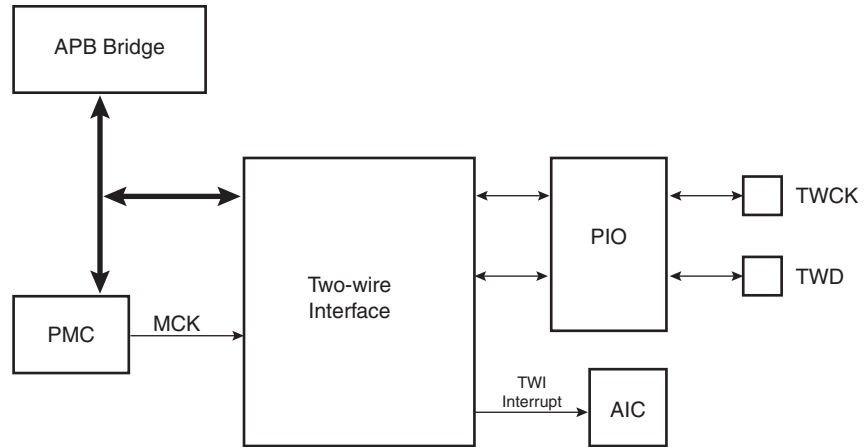 APB Bridge
TWCK
PIO
TWD
Two-wire
Interface
PMC
MCK
TWI
Interrupt
AIC